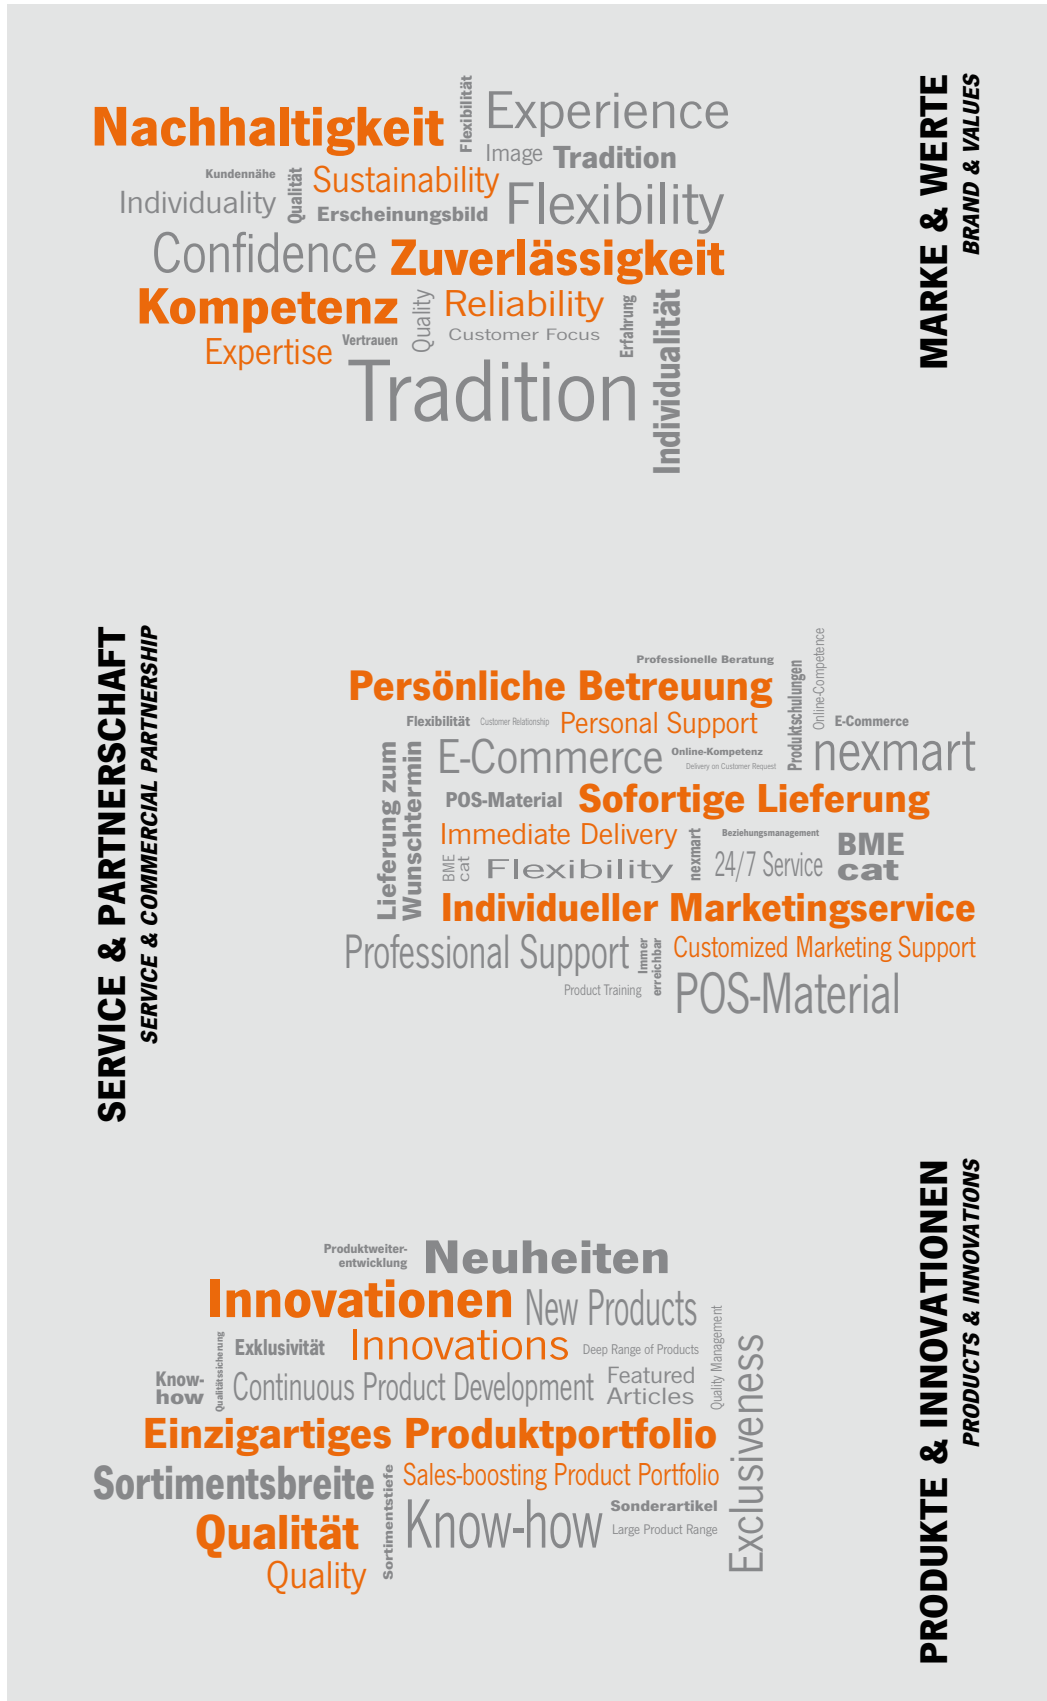 MARKE & WERTE
BRAND & VALUES
Nachhaltigkeit
Flexibilität
Experience
Image
Tradition
Kundennähe
Individuality
Qualität
Sustainability
Erscheinungsbild
Flexibility
Confidence
Zuverlässigkeit
Kompetenz
Quality
Reliability
Customer Focus
Erfahrung
Individualität
Expertise
Vertrauen
Tradition
SERVICE & PARTNERSCHAFT
SERVICE & COMMERCIAL PARTNERSHIP
Professionelle Beratung
Persönliche Betreuung
Produktschulungen
Online-Competence
Flexibilität
Customer Relationship
Personal Support
E-Commerce
Lieferung zum
Wunschtermin
E-Commerce
Online-Kompetenz
Delivery on Customer Request
nexmart
POS-Material
Sofortige Lieferung
Immediate Delivery
nexmart
Beziehungsmanagement
BME
cat
BME
cat
Flexibility
24/7 Service
Individueller Marketingservice
Professional Support
Immer
erreichbar
Customized Marketing Support
Product Training
POS-Material
PRODUKTE & INNOVATIONEN
PRODUCTS & INNOVATIONS
Produktweiter-
entwicklung
Neuheiten
Innovationen
New Products
Qualitätssicherung
Exklusivität
Innovations
Deep Range of Products
Quality Management
Exclusiveness
Know-
how
Continuous Product Development
Featured
Articles
Einzigartiges Produktportfolio
Sortimentsbreite
Sortimentstiefe
Sales-boosting Product Portfolio
Qualität
Know-how
Sonderartikel
Large Product Range
Quality